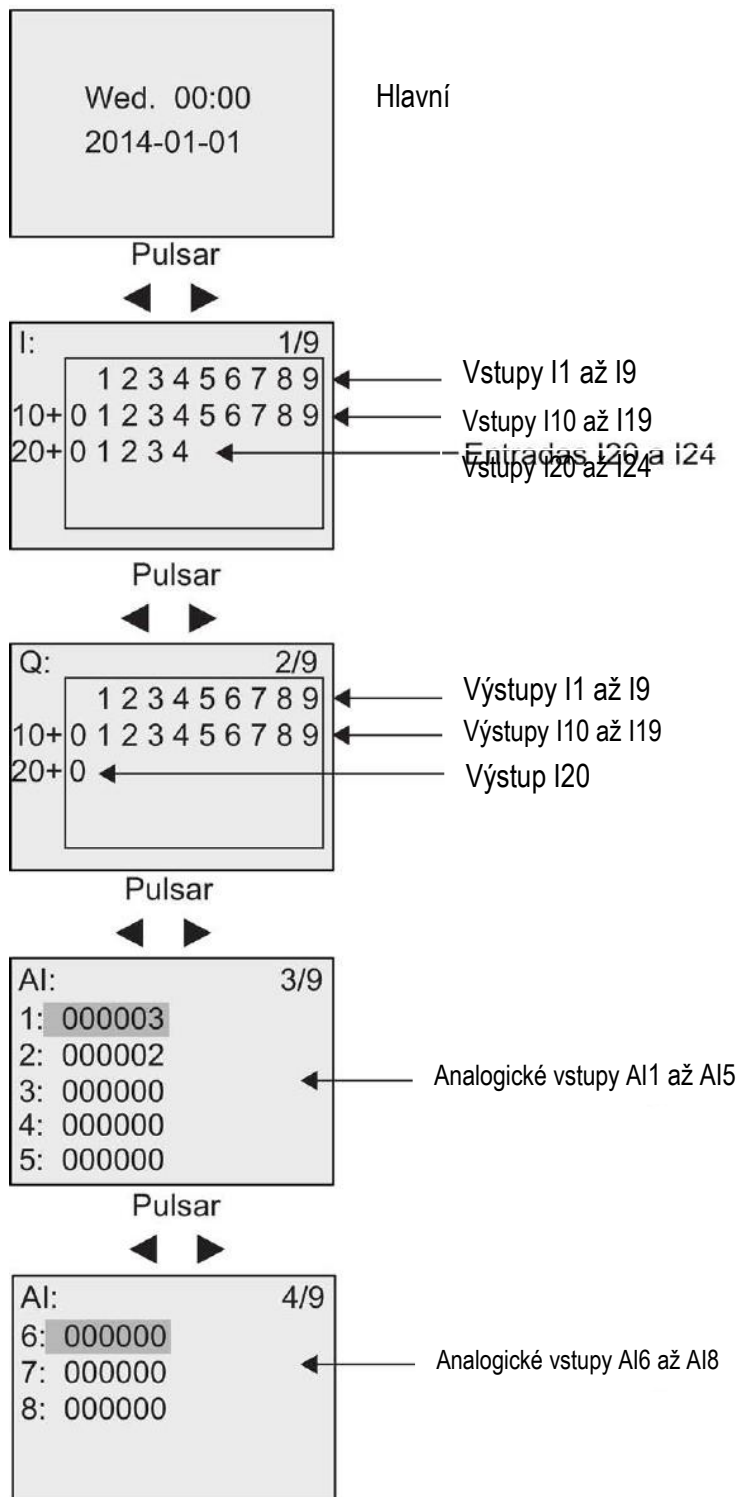 Wed. 00:00
2014-01-01
Hlavní
Pulsar
I: 1/9
1 2 3 4 5 6 7 8 9
Vstupy I1 až I9
10+ 0 1 2 3 4 5 6 7 8 9
Vstupy I10 až I19
20+ 0 1 2 3 4
Entradas I20 a I24
Vstupy I20 až I24
Pulsar
Q: 2/9
1 2 3 4 5 6 7 8 9
Výstupy I1 až I9
10+ 0 1 2 3 4 5 6 7 8 9
Výstupy I10 až I19
20+ 0
Výstup I20
Pulsar
AI: 3/9
1: 000003
2: 000002
3: 000000
Analogické vstupy AI1 až AI5
4: 000000
5: 000000
Pulsar
AI: 4/9
6: 000000
7: 000000
Analogické vstupy AI6 až AI8
8: 000000